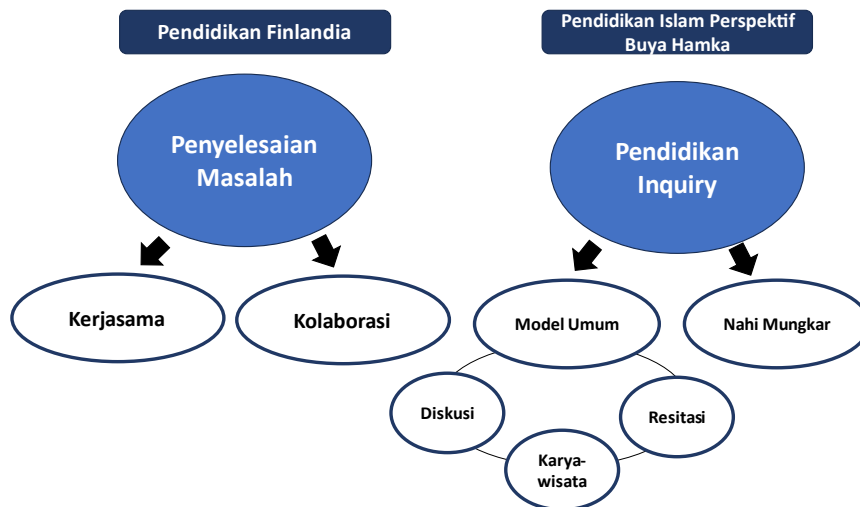 Pendidikan Finlandia
Pendidikan Islam Perspektif
Buya Hamka
Penyelesaian
Masalah
Pendidikan
Inquiry
Kerjasama
Kolaborasi
Model Umum
Nahi Mungkar
Diskusi
Resitasi
Karya-
wisata